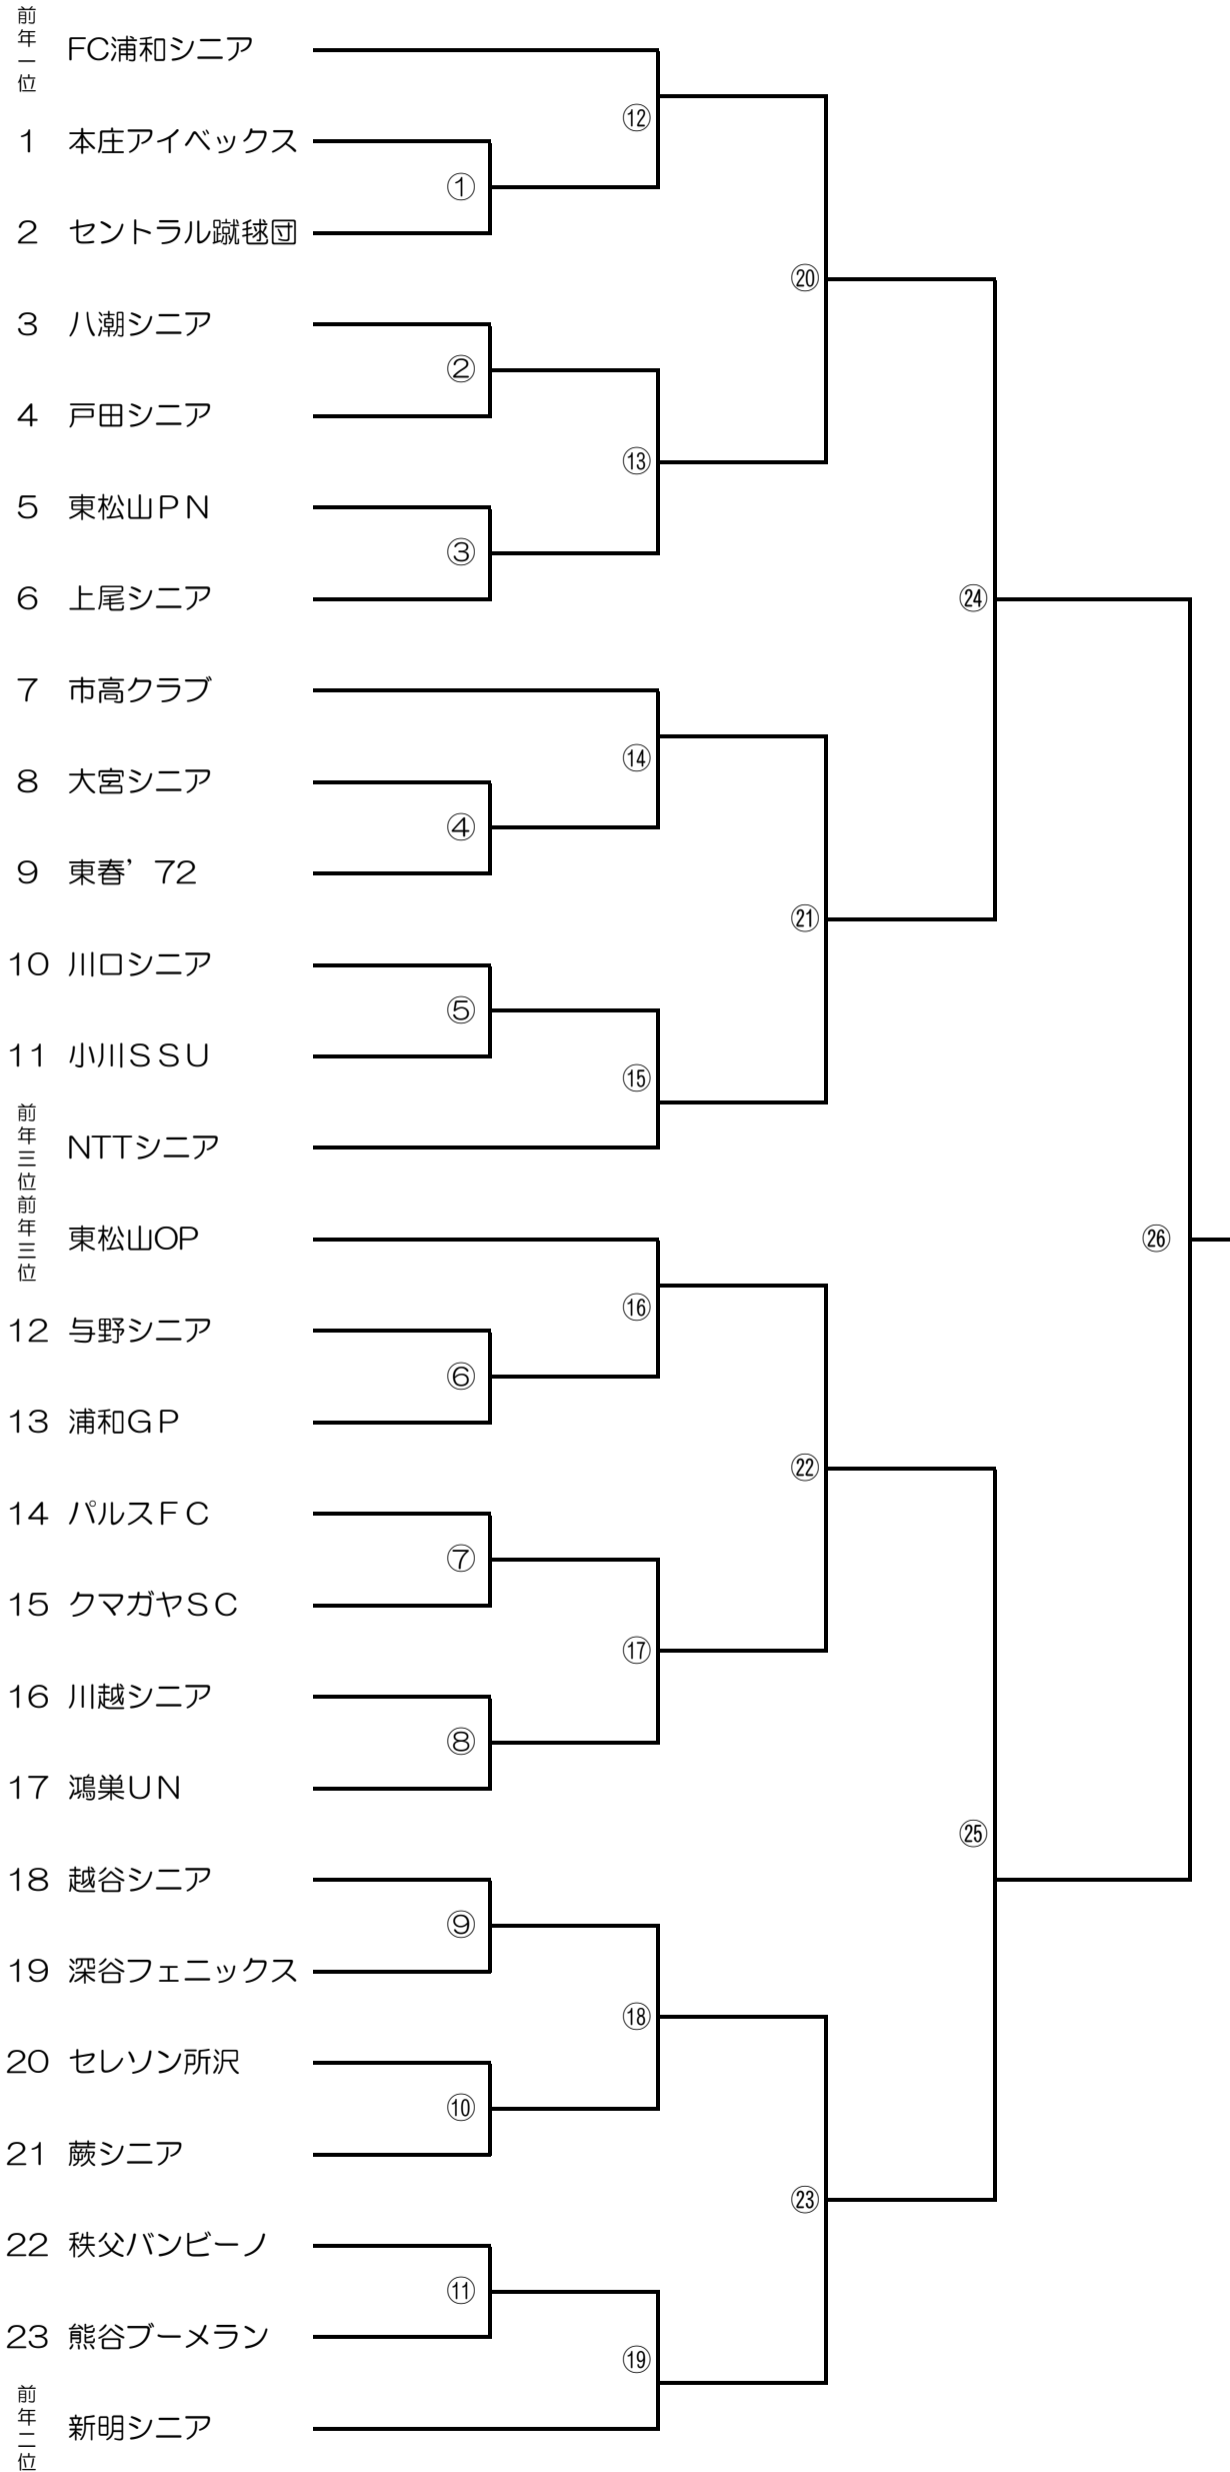 前年一位 FC浦和シニア
⑫
1 本庄アイベックス
①
2 セントラル蹴毬団
⑳
3 八潮シニア
②
4 戸田シニア
⑬
5 東松山ＰＮ
③
6 上尾シニア
㉔
7 市高クラブ
⑭
8 大宮シニア
④
9 東春’72
㉑
10 川口シニア
⑤
11 小川ＳＳＵ
⑮
前年三位 NTTシニア
前年三位 東松山OP
㉖
⑯
12 与野シニア
⑥
13 浦和ＧＰ
㉒
14 パルスＦＣ
⑦
15 クマガヤＳＣ
⑰
16 川越シニア
⑧
17 鴻巣ＵＮ
㉕
18 越谷シニア
⑨
19 深谷フェニックス
⑱
20 セレソン所沢
⑩
21 蕨シニア
㉓
22 秩父バンビーノ
⑪
23 熊谷ブーメラン
⑲
前年二位 新明シニア